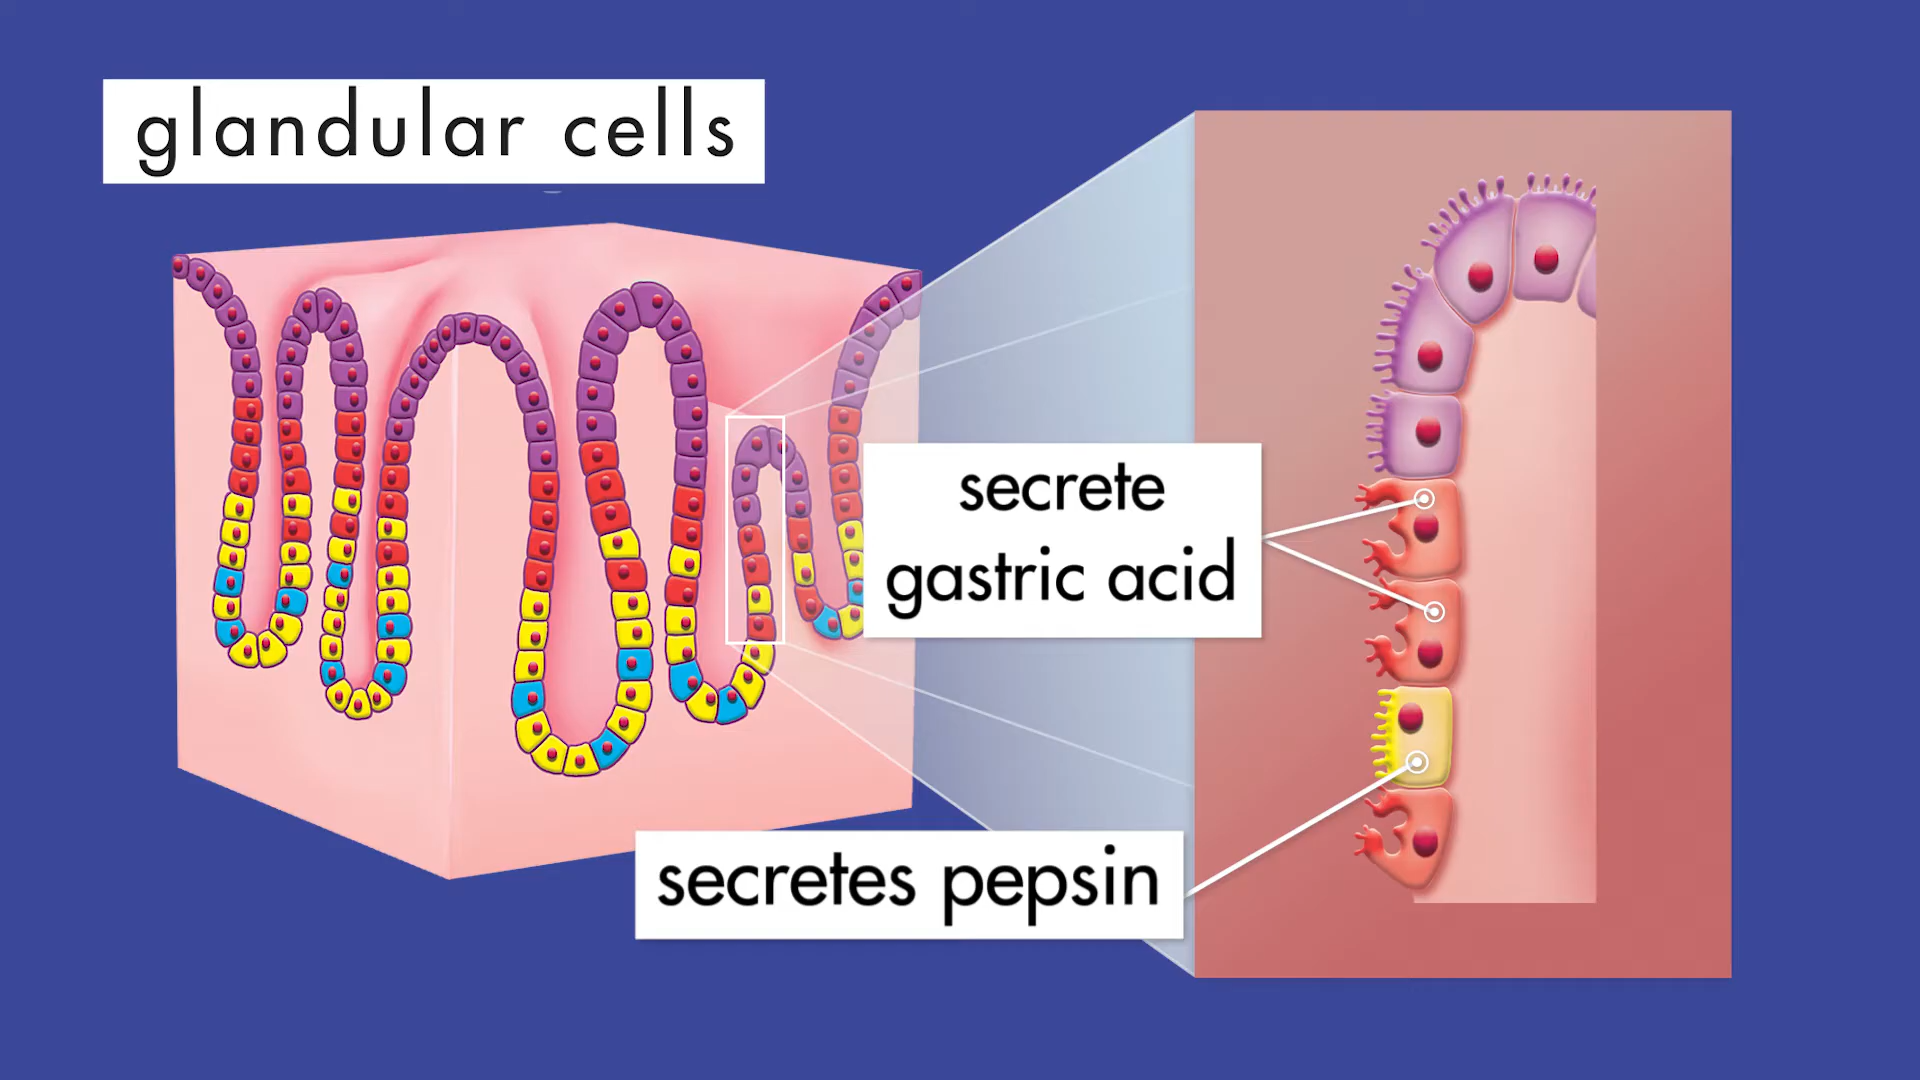 glandular cells
secrete
gastric acid
secretes pepsin